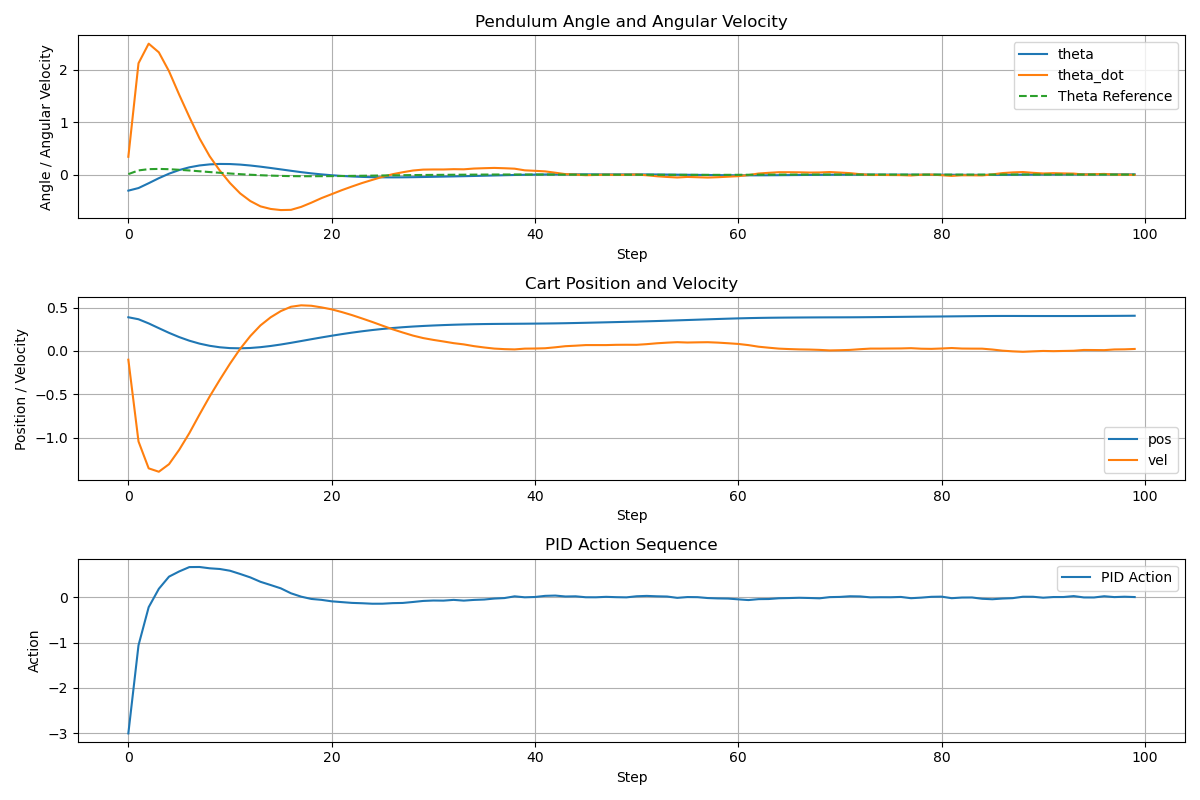 Pendulum Angle and Angular Velocity
Angle / Angular Velocity
2
1
0
theta
theta_dot
Theta Reference
0
20
40
60
80
100
Step
Cart Position and Velocity
Position / Velocity
0.5
0.0
−0.5
−1.0
pos
vel
0
20
40
60
80
100
Step
PID Action Sequence
Action
0
−1
−2
−3
PID Action
0
20
40
60
80
100
Step